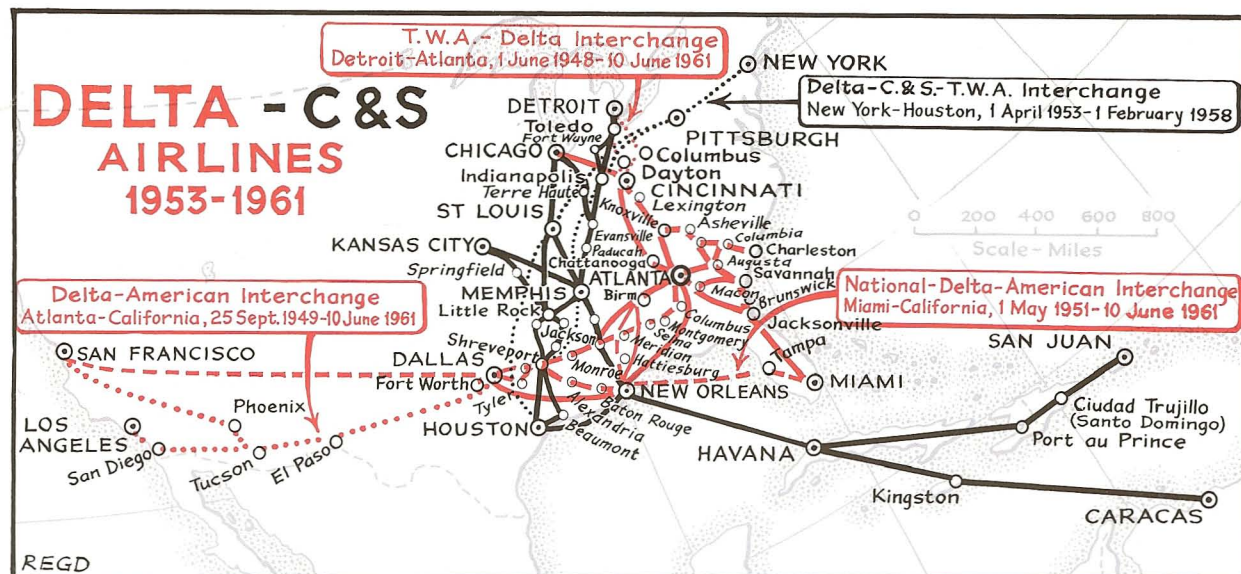 T.W.A.- Delta Interchange
Detroit-Atlanta, 1 June 1948-10 June 1961
NEW YORK
DELTA - C & S
AIRLINES
1953-1961
Delta-C.& S.-T.W.A. Interchange
New York-Houston, 1 April 1953-1 February 1958
DETROIT
Toledo
Fort Wayne
PITTSBURGH
CHICAGO
Columbus
Dayton
Indianapolis
CINCINNATI
Terre Haute
Lexington
ST LOUIS
Knoxville
Asheville
Columbia
KANSAS CITY
Evansville
Charleston
Paducah
Chattanooga
Augusta
Springfield
ATLANTA
Savannah
Delta-American Interchange
Atlanta-California, 25 Sept. 1949-10 June 1961
MEMPHIS
Birm
Macon
Brunswick
National-Delta-American Interchange
Miami-California, 1 May 1951-10 June 1961
Little Rock
Columbus
Jacksonville
Montgomery
Jackson
Selma
Meridian
SAN FRANCISCO
Shreveport
Hattiesburg
Tampa
SAN JUAN
DALLAS
Monroe
Fort Worth
MIAMI
Tyler
NEW ORLEANS
Alexandria
Baton Rouge
Phoenix
Ciudad Trujillo
(Santo Domingo)
LOS
ANGELES
HOUSTON
Beaumont
Port au Prince
San Diego
Tucson
El Paso
HAVANA
Kingston
CARACAS
0 200 400 600 800
Scale-Miles
REGD